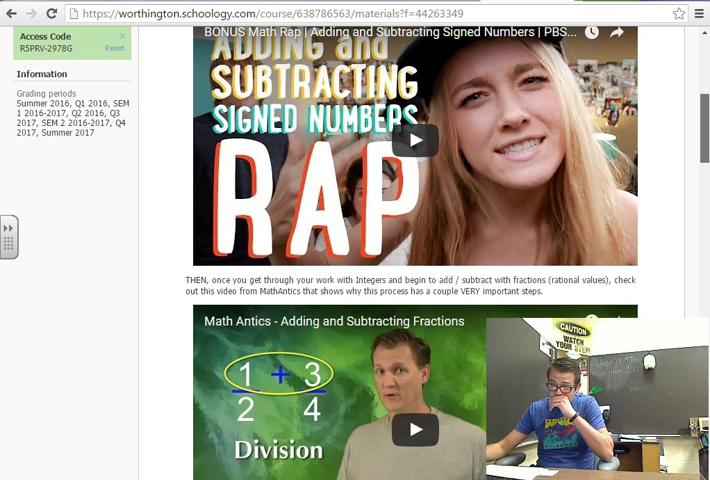 https://worthington.schoology.com/course/638786563/materials?f=44263349
Access Code
R5PRV-2978G
Reset
Information
Grading periods
Summer 2016, Q1 2016, SEM
1 2016-2017, Q2 2016, Q3
2017, SEM 2 2016-2017, Q4
2017, Summer 2017
BONUS Math Rap | Adding and Subtracting Signed Numbers | PBS...
ADDING and
SUBTRACTING
SIGNED NUMBERS
RAP
THEN, once you get through your work with Integers and begin to add / subtract with fractions (rational values), check
out this video from MathAntics that shows why this process has a couple VERY important steps.
Math Antics - Adding and Subtracting Fractions
1 + 3
2 4
Division
CAUTION
WATCH
YOUR STEP!